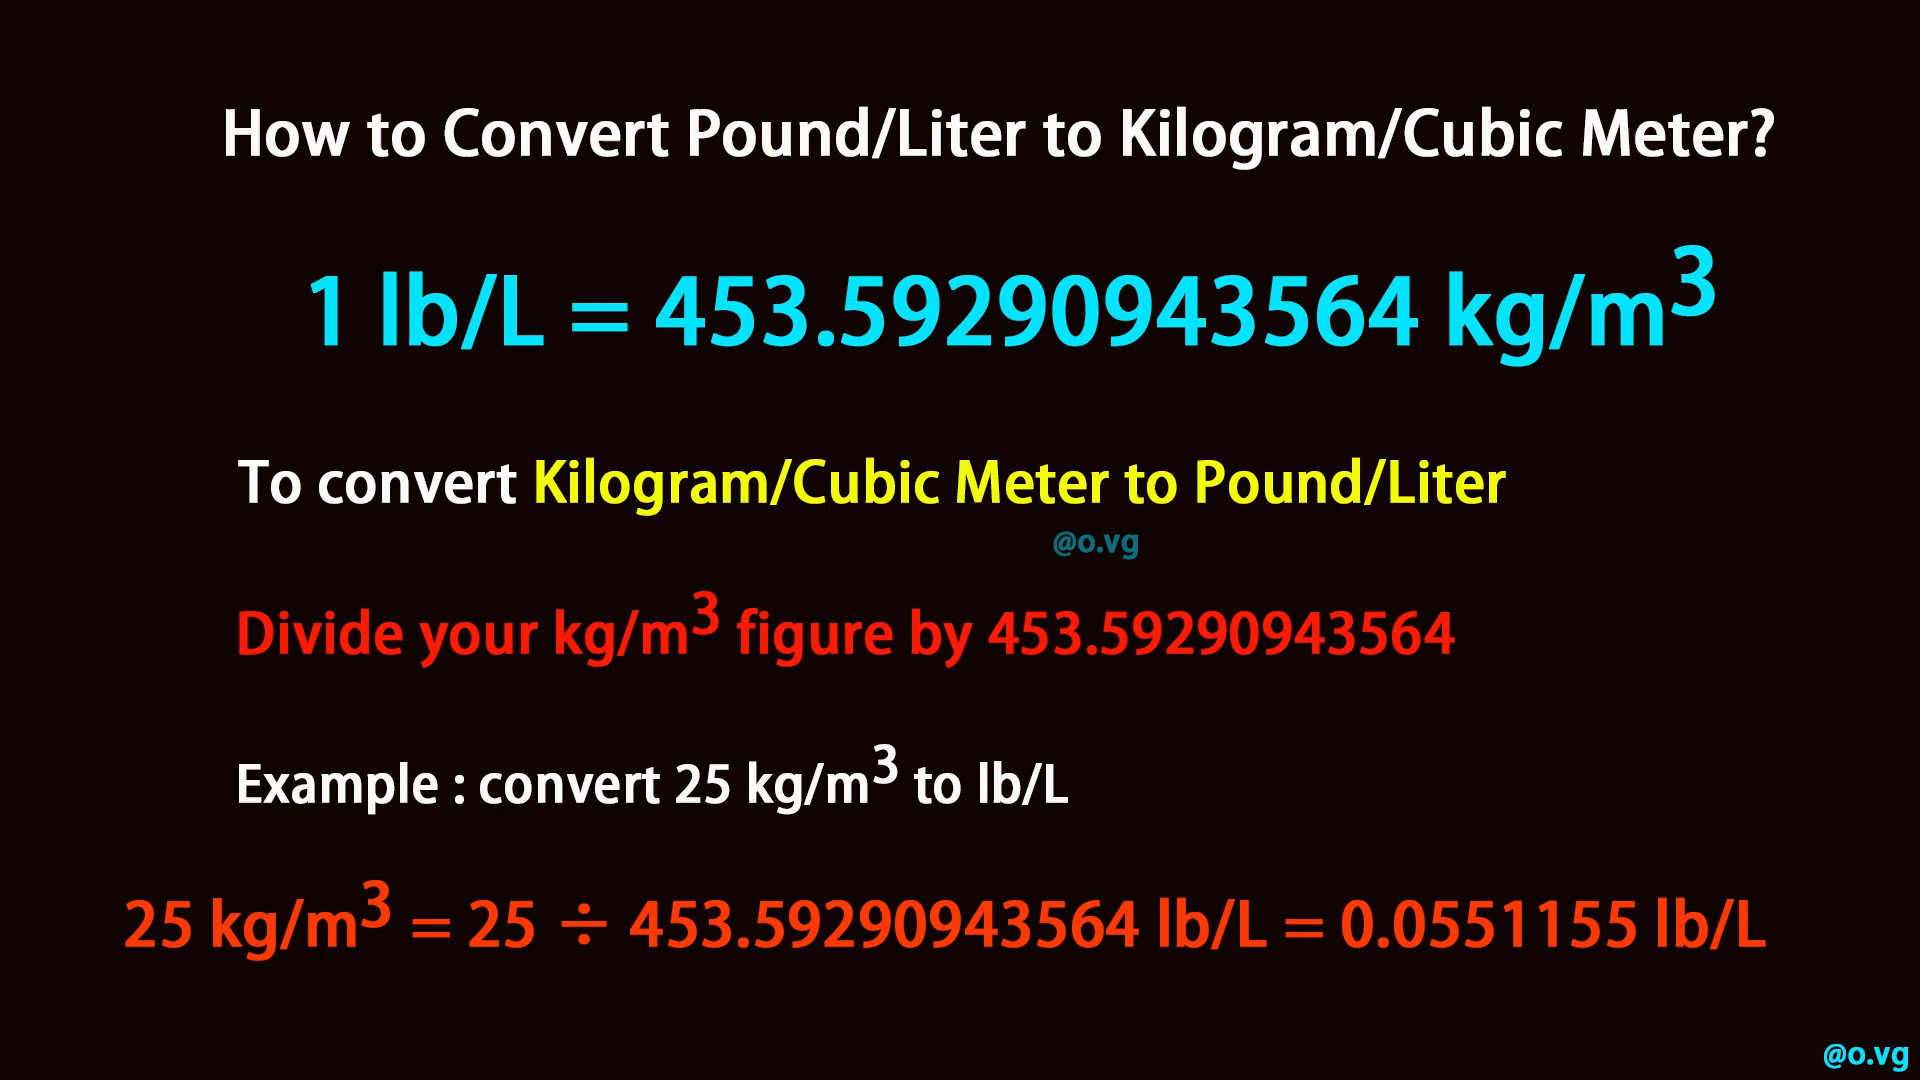 How to Convert Pound/Liter to Kilogram/Cubic Meter?
1 lb/L = 453.59290943564 kg/m³
To convert Kilogram/Cubic Meter to Pound/Liter
@o.vg
Divide your kg/m³ figure by 453.59290943564
Example : convert 25 kg/m³ to lb/L
25 kg/m³ = 25 ÷ 453.59290943564 lb/L = 0.0551155 lb/L
@o.vg